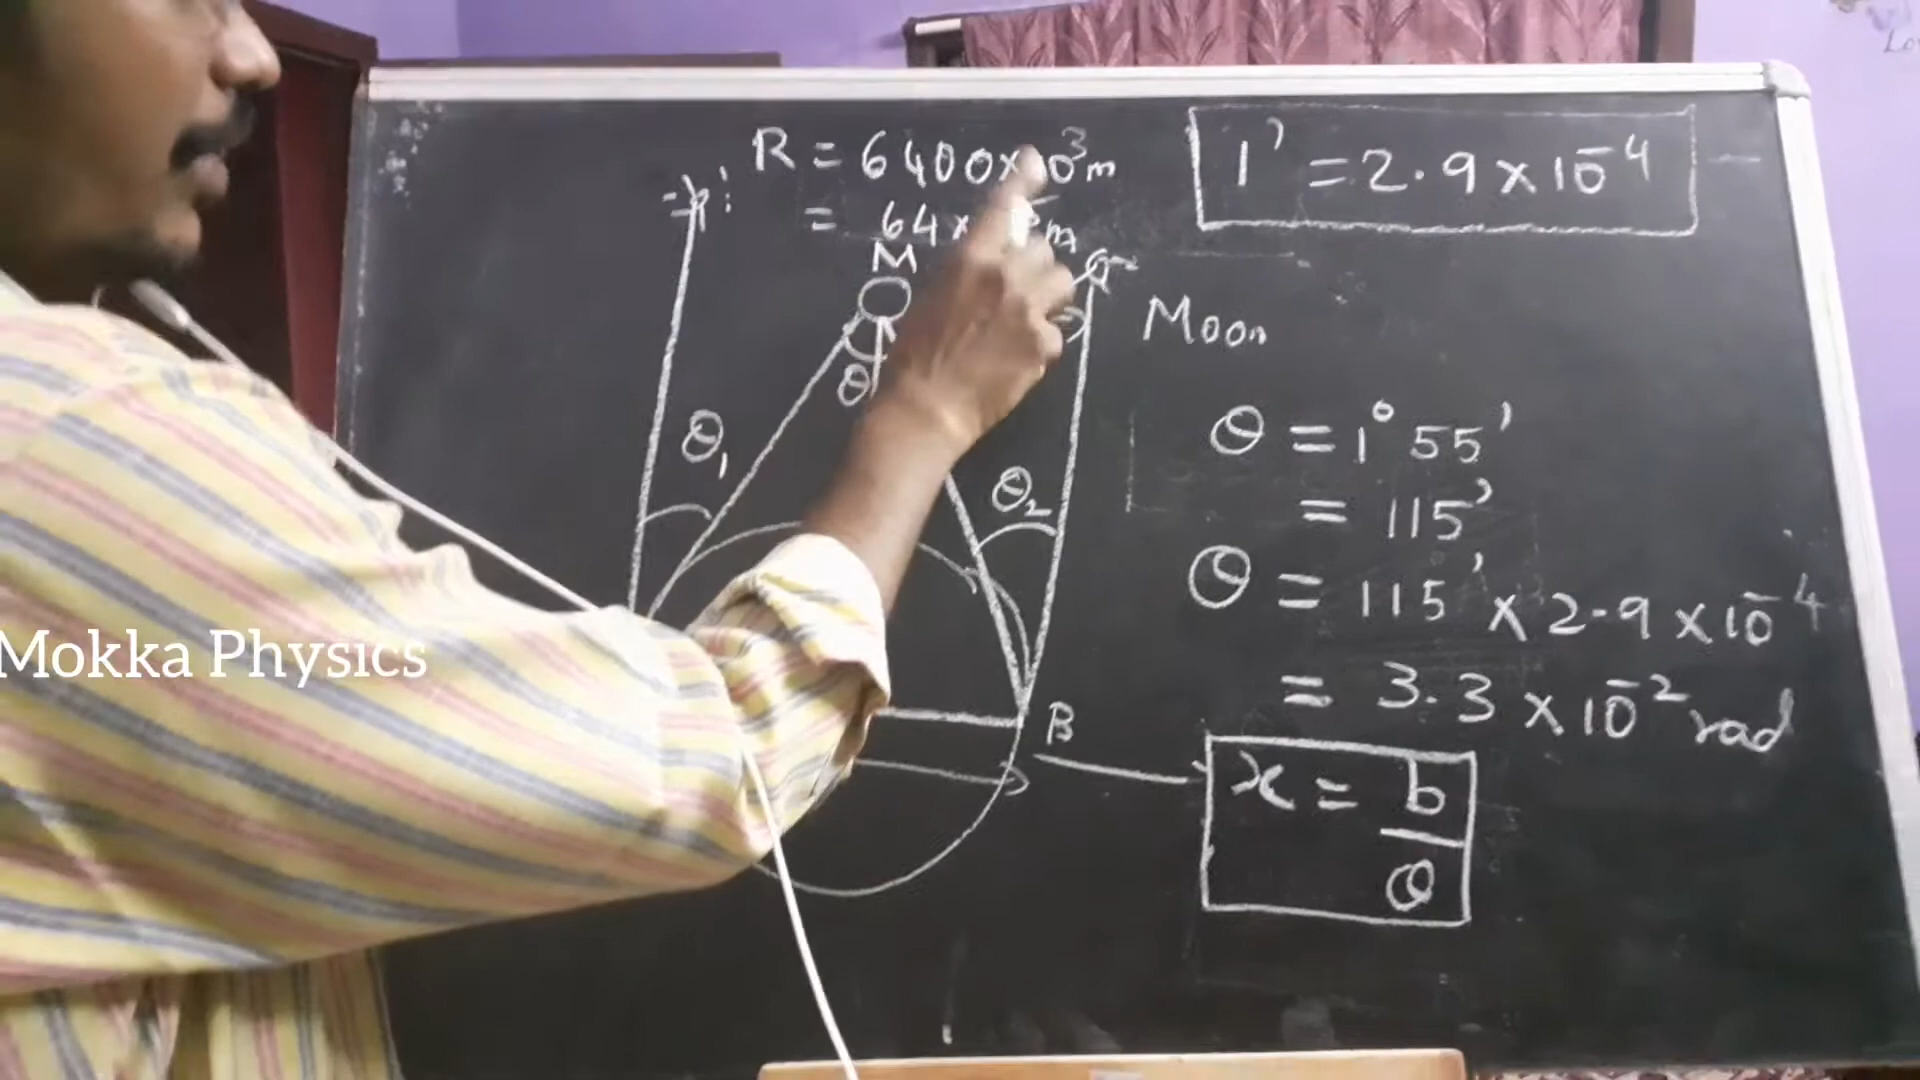 R = 6400×10³m
= 64×
M
1' = 2.9 × 10⁻⁴
Moon
θ
θ₁
θ₂
θ = 1° 55'
= 115'
θ = 115' × 2.9 × 10⁻⁴
= 3.3 × 10⁻² rad
B
x = b/θ
Mokka Physics